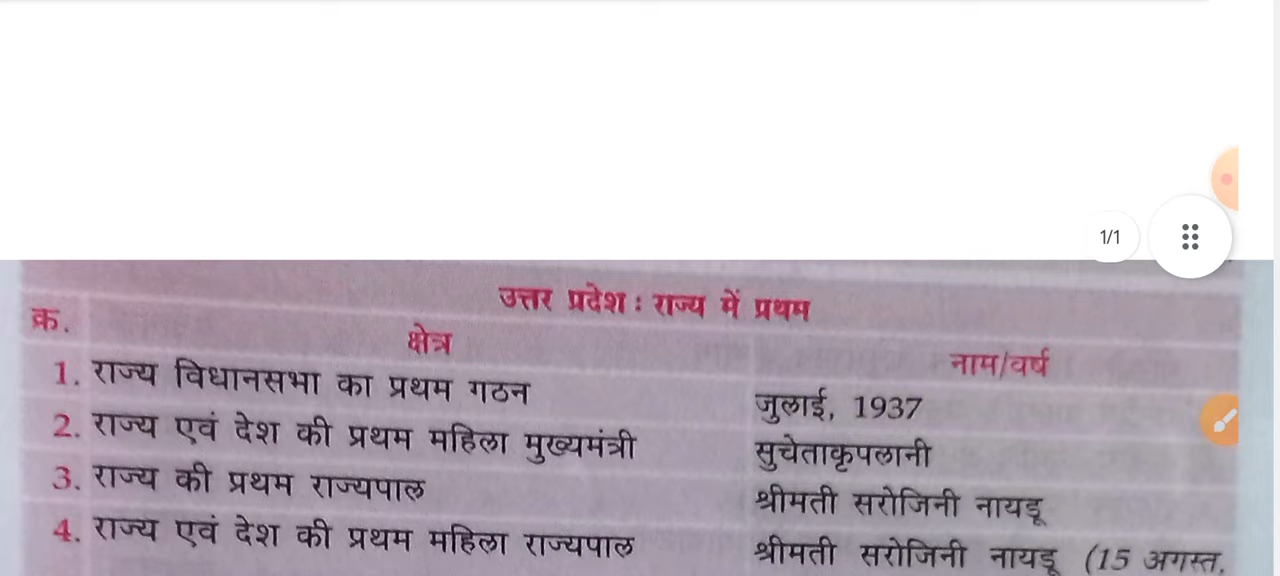 1/1
उत्तर प्रदेश : राज्य में प्रथम
क्र. क्षेत्र नाम/वर्ष
1. राज्य विधानसभा का प्रथम गठन जुलाई, 1937
2. राज्य एवं देश की प्रथम महिला मुख्यमंत्री सुचेताकृपलानी
3. राज्य की प्रथम राज्यपाल श्रीमती सरोजिनी नायडू
4. राज्य एवं देश की प्रथम महिला राज्यपाल श्रीमती सरोजिनी नायडू (15 अगस्त,